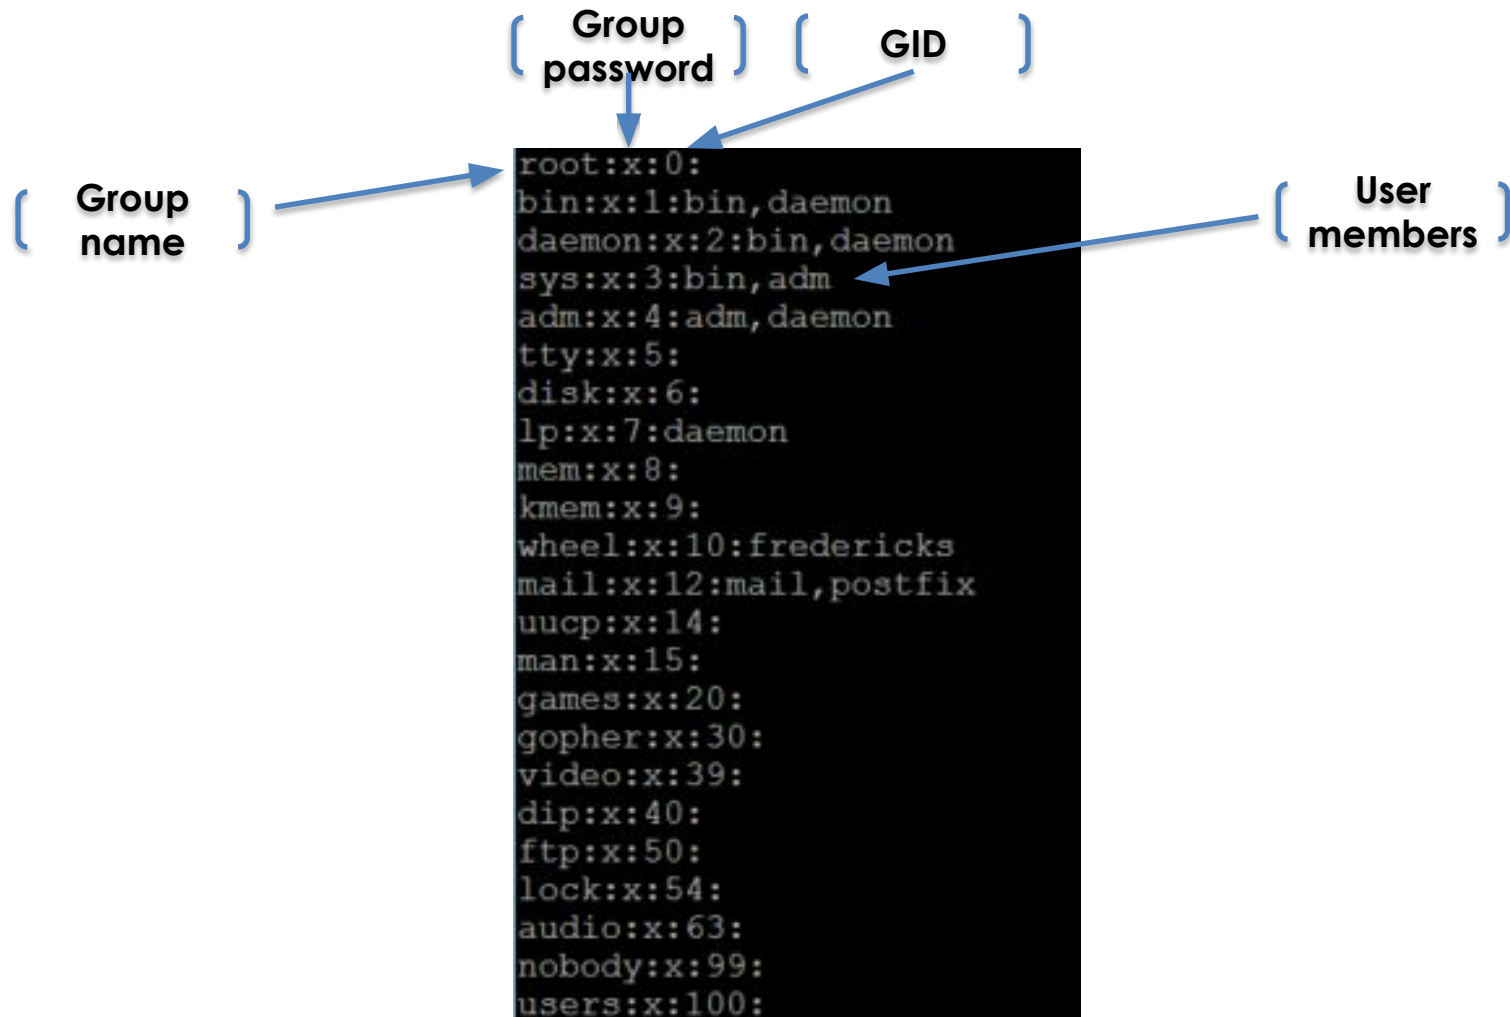 Group
password
GID
Group
name
User
members
root:x:0:
bin:x:1:bin,daemon
daemon:x:2:bin,daemon
sys:x:3:bin,adm
adm:x:4:adm,daemon
tty:x:5:
disk:x:6:
lp:x:7:daemon
mem:x:8:
kmem:x:9:
wheel:x:10:fredericks
mail:x:12:mail,postfix
uucp:x:14:
man:x:15:
games:x:20:
gopher:x:30:
video:x:39:
dip:x:40:
ftp:x:50:
lock:x:54:
audio:x:63:
nobody:x:99:
users:x:100: